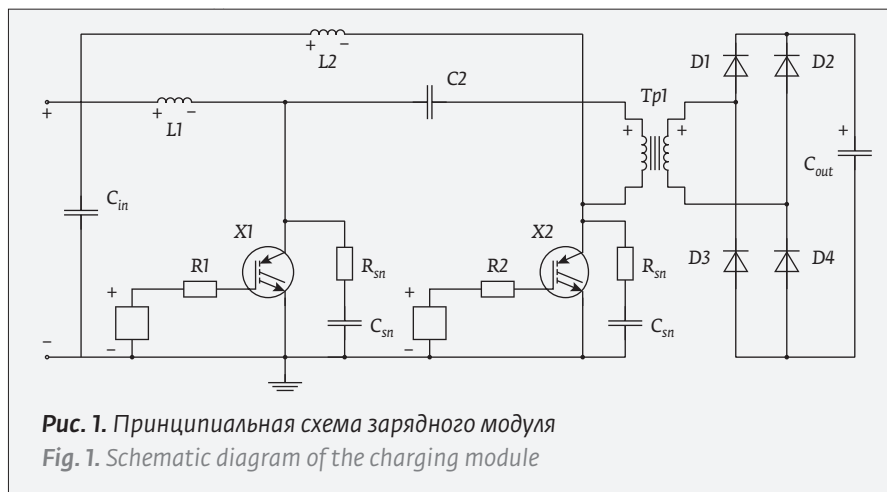 + − L2
D1 D2
C2
Tp1
+ + − L1
+ +
+ C_out
C_in
X1 X2
R1 R_sn R2 R_sn D3 D4
+ +
C_sn C_sn
− − −
Рис. 1. Принципиальная схема зарядного модуля
Fig. 1. Schematic diagram of the charging module